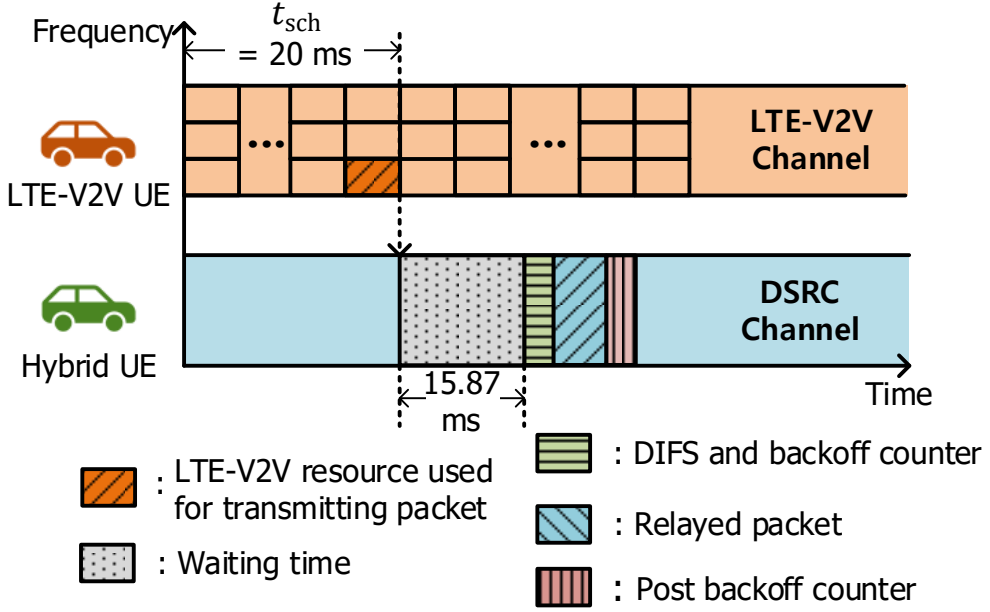 Frequency
t_sch
= 20 ms
LTE-V2V UE
...
...
LTE-V2V
Channel
Hybrid UE
DSRC
Channel
15.87
ms
Time
: LTE-V2V resource used
for transmitting packet
: Waiting time
: DIFS and backoff counter
: Relayed packet
: Post backoff counter